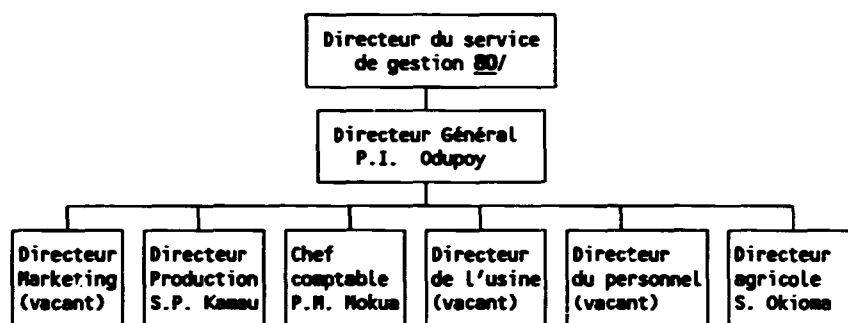 Directeur du service
de gestion 80/
Directeur Général
P.I. Odupoy
Directeur
Marketing
(vacant)
Directeur
Production
S.P. Kamau
Chef
comptable
P.M. Mokua
Directeur
de l'usine
(vacant)
Directeur
du personnel
(vacant)
Directeur
agricole
S. Okioma